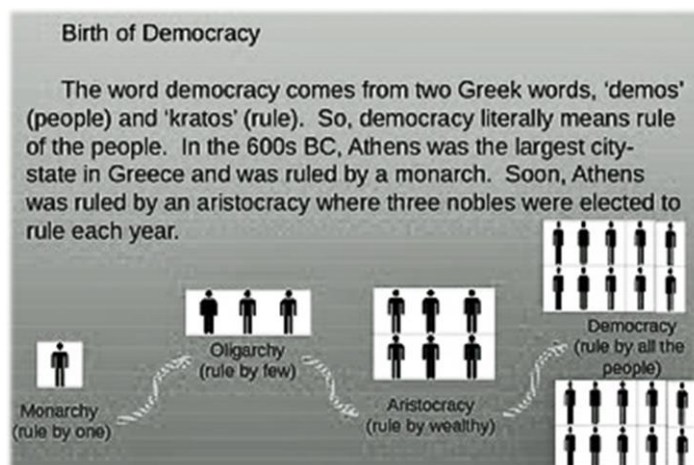 Birth of Democracy
The word democracy comes from two Greek words, 'demos'
(people) and 'kratos' (rule). So, democracy literally means rule
of the people. In the 600s BC, Athens was the largest city-
state in Greece and was ruled by a monarch. Soon, Athens
was ruled by an aristocracy where three nobles were elected to
rule each year.
Monarchy
(rule by one)
Oligarchy
(rule by few)
Aristocracy
(rule by wealthy)
Democracy
(rule by all the
people)